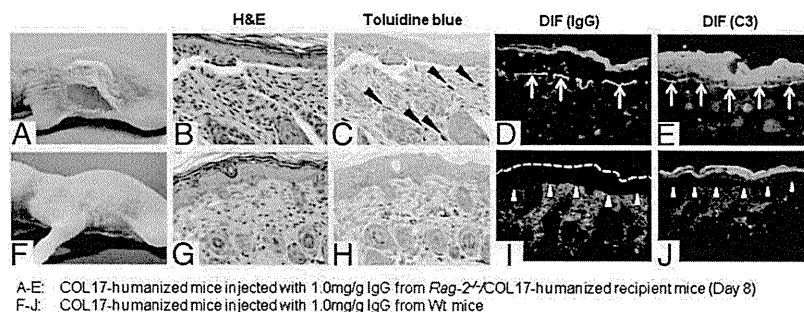 H&E
Toluidine blue
DIF (IgG)
DIF (C3)
A
B
C
D
E
F
G
H
I
J
A-E: COL17-humanized mice injected with 1.0mg/g IgG from Rag-2-/-/COL17-humanized recipient mice (Day 8)
F-J: COL17-humanized mice injected with 1.0mg/g IgG from Wt mice